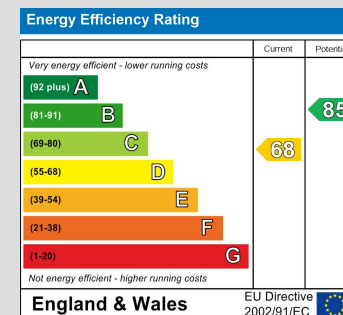 Energy Efficiency Rating
Current Potenti
Very energy efficient - lower running costs
(92 plus) A
(81-91) B
85
(69-80) C
68
(55-68) D
(39-54) E
(21-38) F
(1-20) G
Not energy efficient - higher running costs
England & Wales
EU Directive
2002/91/EC